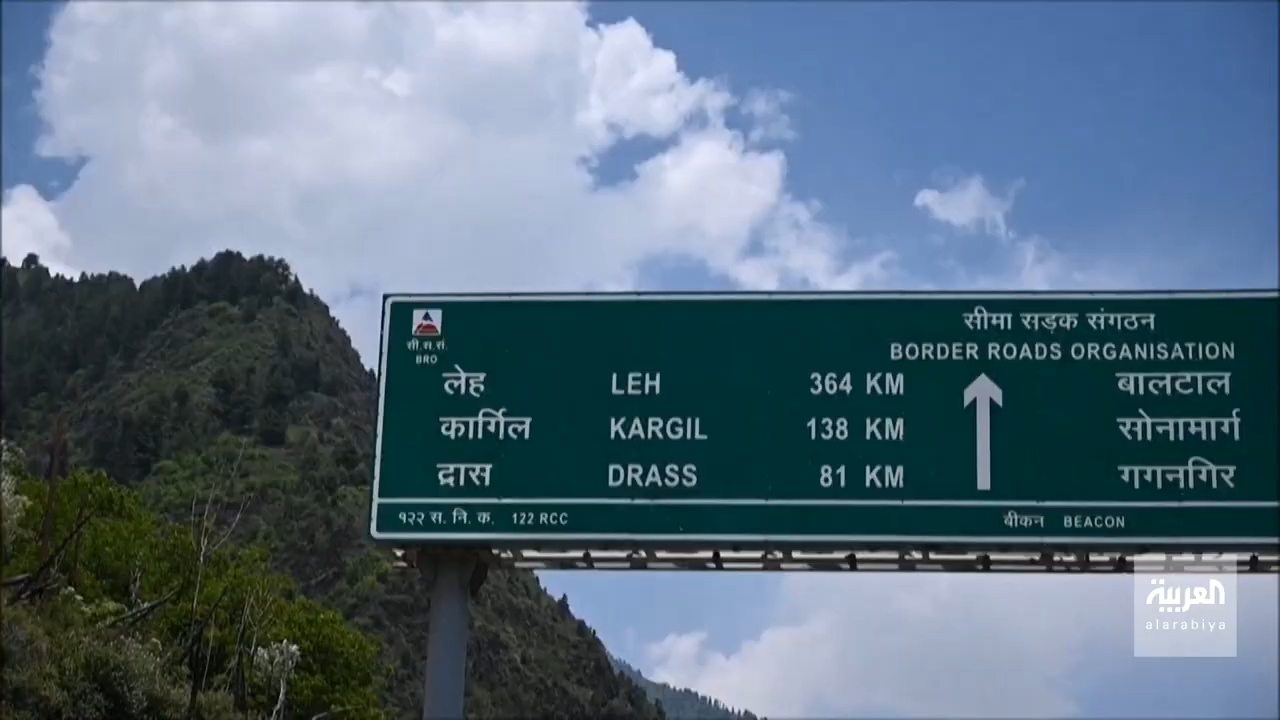 सीमा सड़क संगठन
सी.स.सं.
BRO
BORDER ROADS ORGANISATION
लेह LEH 364 KM बालटाल
कार्गिल KARGIL 138 KM सोनामार्ग
द्रास DRASS 81 KM गगनगिर
१२२ स. नि. क. 122 RCC बीकन BEACON
العربية
alarabiya